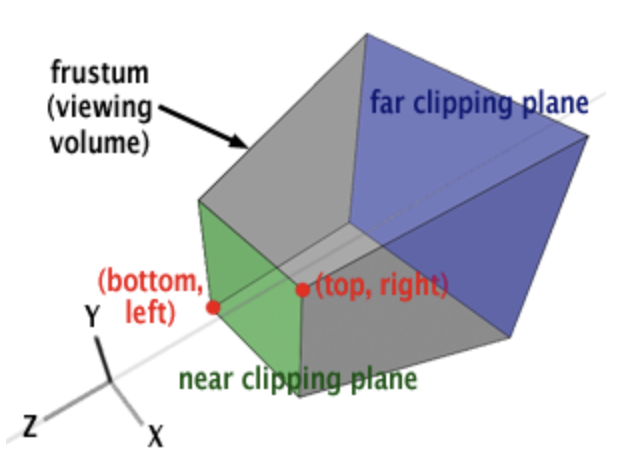 frustum
(viewing
volume)
far clipping plane
(bottom,
left)
(top, right)
Y
near clipping plane
Z
X